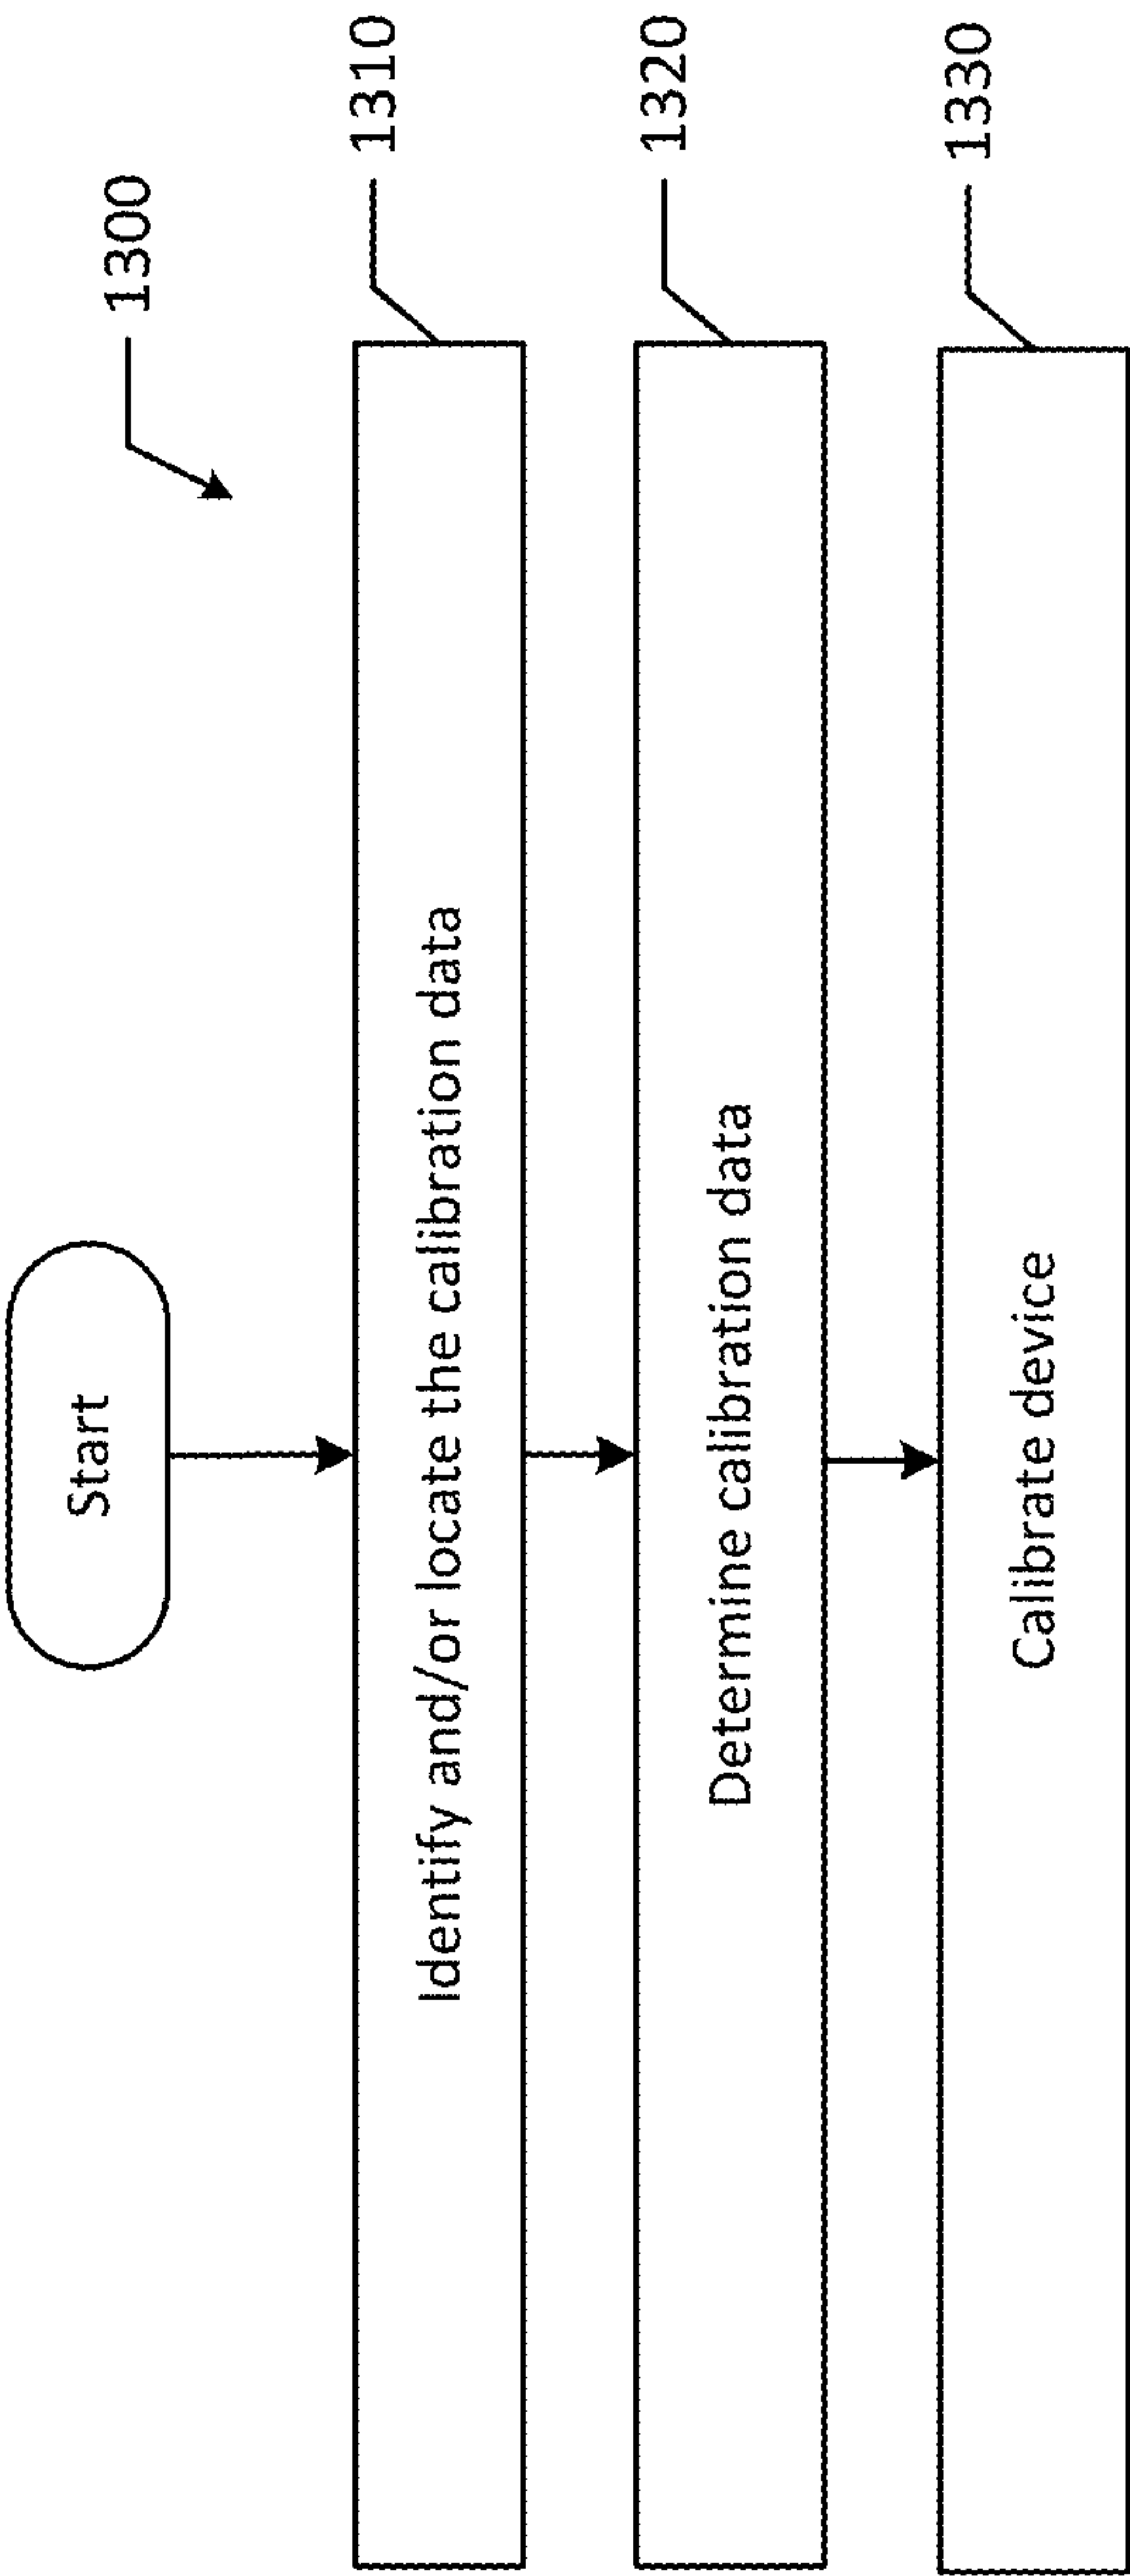 Start
1300
Identify and/or locate the calibration data
1310
Determine calibration data
1320
Calibrate device
1330